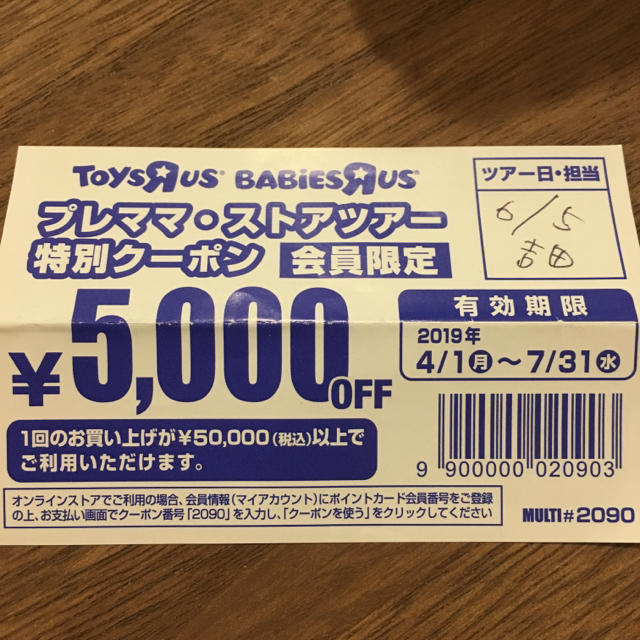 TOYSЯUS BABIESЯUS
プレママ・ストアツアー
特別クーポン 会員限定
¥5,000OFF
1回のお買い上げが¥50,000(税込)以上で
ご利用いただけます。
ツアー日・担当
6/5
吉田
有効期限
2019年
4/1月～7/31水
9 900000 020903
オンラインストアでご利用の場合、会員情報(マイアカウント)にポイントカード会員番号をご登録
の上、お支払い画面でクーポン番号「2090」を入力し、「クーポンを使う」をクリックしてください
MULTI#2090